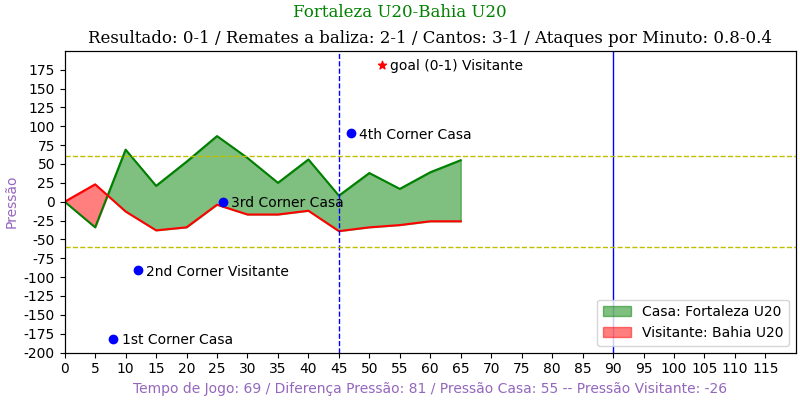 Fortaleza U20-Bahia U20
Resultado: 0-1 / Remates a baliza: 2-1 / Cantos: 3-1 / Ataques por Minuto: 0.8-0.4
goal (0-1) Visitante
4th Corner Casa
3rd Corner Casa
2nd Corner Visitante
1st Corner Casa
Pressão
175
150
125
100
75
50
25
0
-25
-50
-75
-100
-125
-150
-175
-200
Casa: Fortaleza U20
Visitante: Bahia U20
0 5 10 15 20 25 30 35 40 45 50 55 60 65 70 75 80 85 90 95 100 105 110 115
Tempo de Jogo: 69 / Diferença Pressão: 81 / Pressão Casa: 55 -- Pressão Visitante: -26